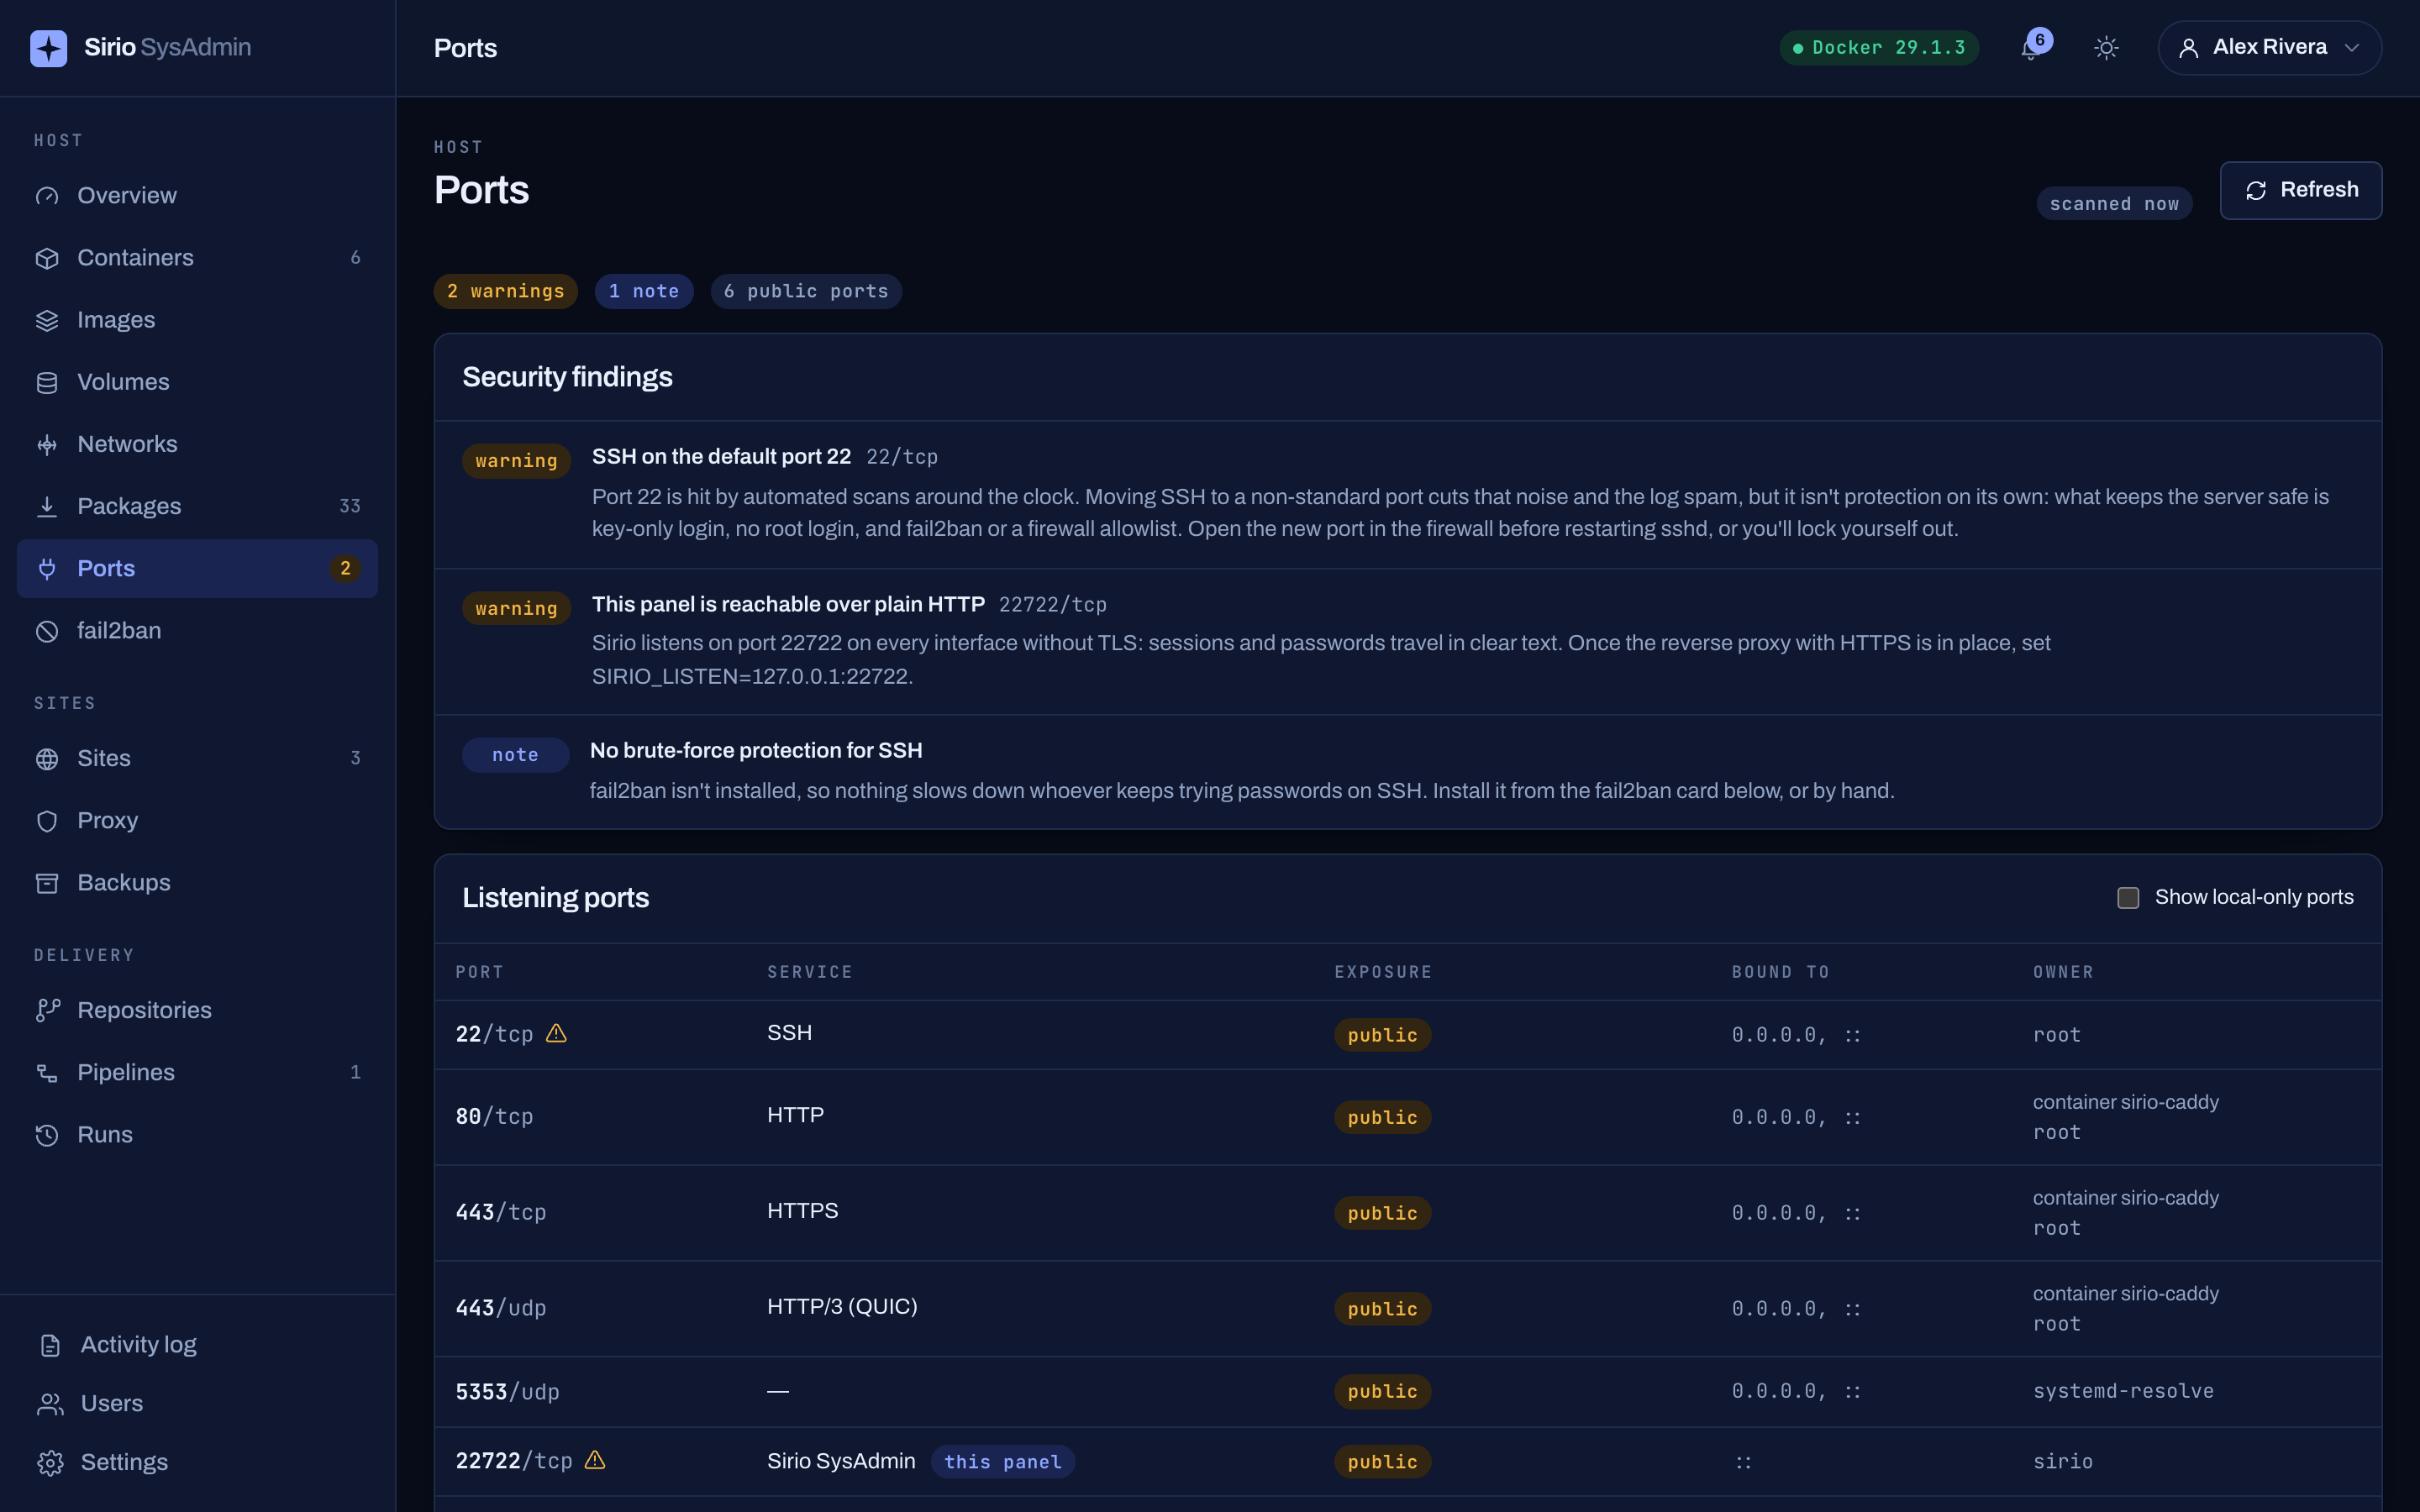 Sirio SysAdmin
Ports
Docker 29.1.3
6
Alex Rivera
HOST
Overview
Containers 6
Images
Volumes
Networks
Packages 33
Ports 2
fail2ban
SITES
Sites 3
Proxy
Backups
DELIVERY
Repositories
Pipelines 1
Runs
Activity log
Users
Settings
HOST
Ports
scanned now
Refresh
2 warnings 1 note 6 public ports
Security findings
warning SSH on the default port 22 22/tcp
Port 22 is hit by automated scans around the clock. Moving SSH to a non-standard port cuts that noise and the log spam, but it isn't protection on its own: what keeps the server safe is
key-only login, no root login, and fail2ban or a firewall allowlist. Open the new port in the firewall before restarting sshd, or you'll lock yourself out.
warning This panel is reachable over plain HTTP 22722/tcp
Sirio listens on port 22722 on every interface without TLS: sessions and passwords travel in clear text. Once the reverse proxy with HTTPS is in place, set
SIRIO_LISTEN=127.0.0.1:22722.
note No brute-force protection for SSH
fail2ban isn't installed, so nothing slows down whoever keeps trying passwords on SSH. Install it from the fail2ban card below, or by hand.
Listening ports
Show local-only ports
PORT SERVICE EXPOSURE BOUND TO OWNER
22/tcp SSH public 0.0.0.0, :: root
80/tcp HTTP public 0.0.0.0, :: container sirio-caddy
root
443/tcp HTTPS public 0.0.0.0, :: container sirio-caddy
root
443/udp HTTP/3 (QUIC) public 0.0.0.0, :: container sirio-caddy
root
5353/udp — public 0.0.0.0, :: systemd-resolve
22722/tcp Sirio SysAdmin this panel public :: sirio